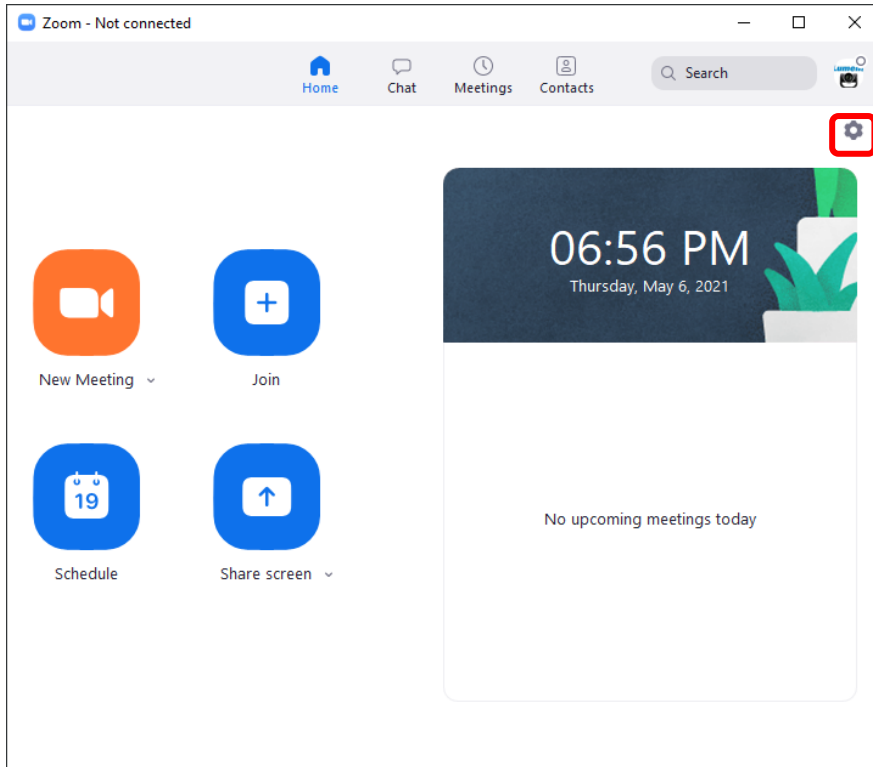 Zoom - Not connected
Home
Chat
Meetings
Contacts
Search
06:56 PM
Thursday, May 6, 2021
New Meeting
Join
19
Schedule
Share screen
No upcoming meetings today